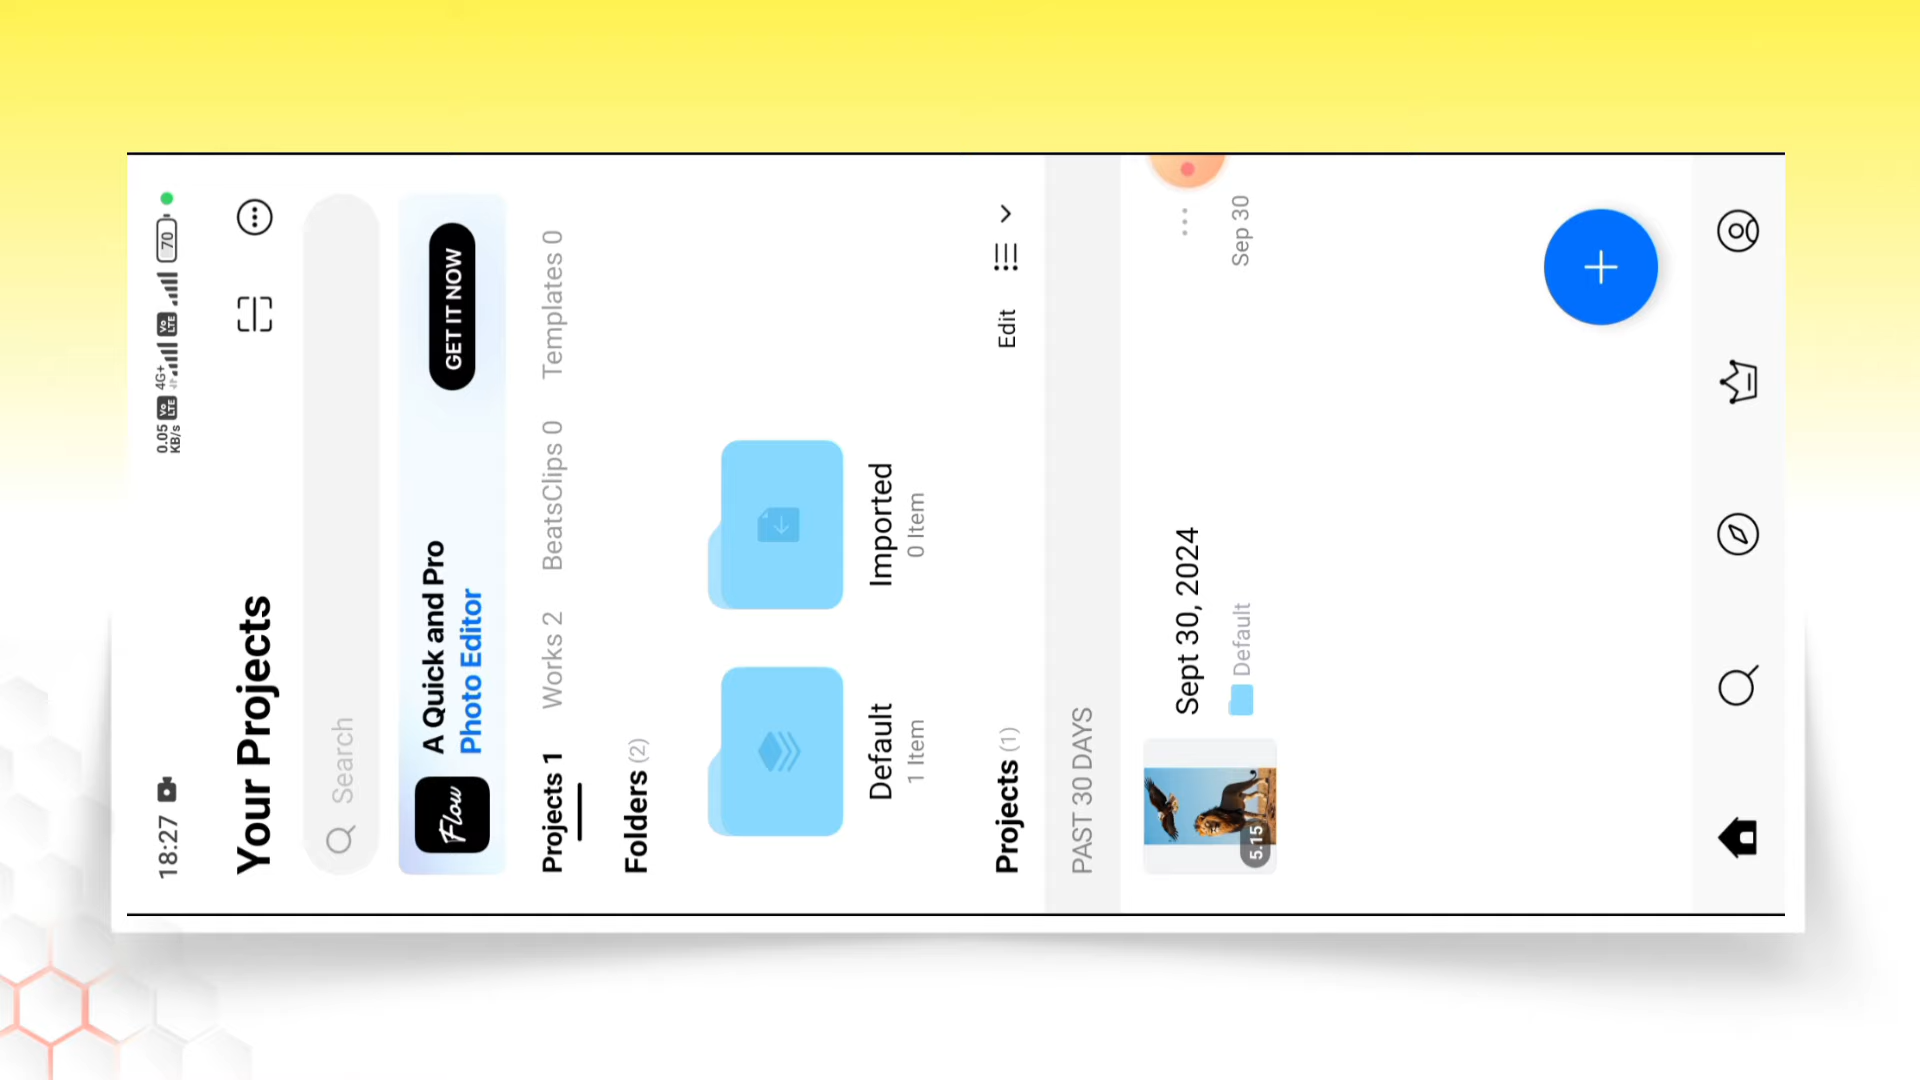 18:27
0.05 KB/s
Vo LTE
4G+
Vo LTE
70
Your Projects
Search
Flow
A Quick and Pro
Photo Editor
GET IT NOW
Projects 1 Works 2 BeatsClips 0 Templates 0
Folders (2)
Default
1 Item
Imported
0 Item
Projects (1)
Edit
PAST 30 DAYS
5.15
Sept 30, 2024
Default
Sep 30